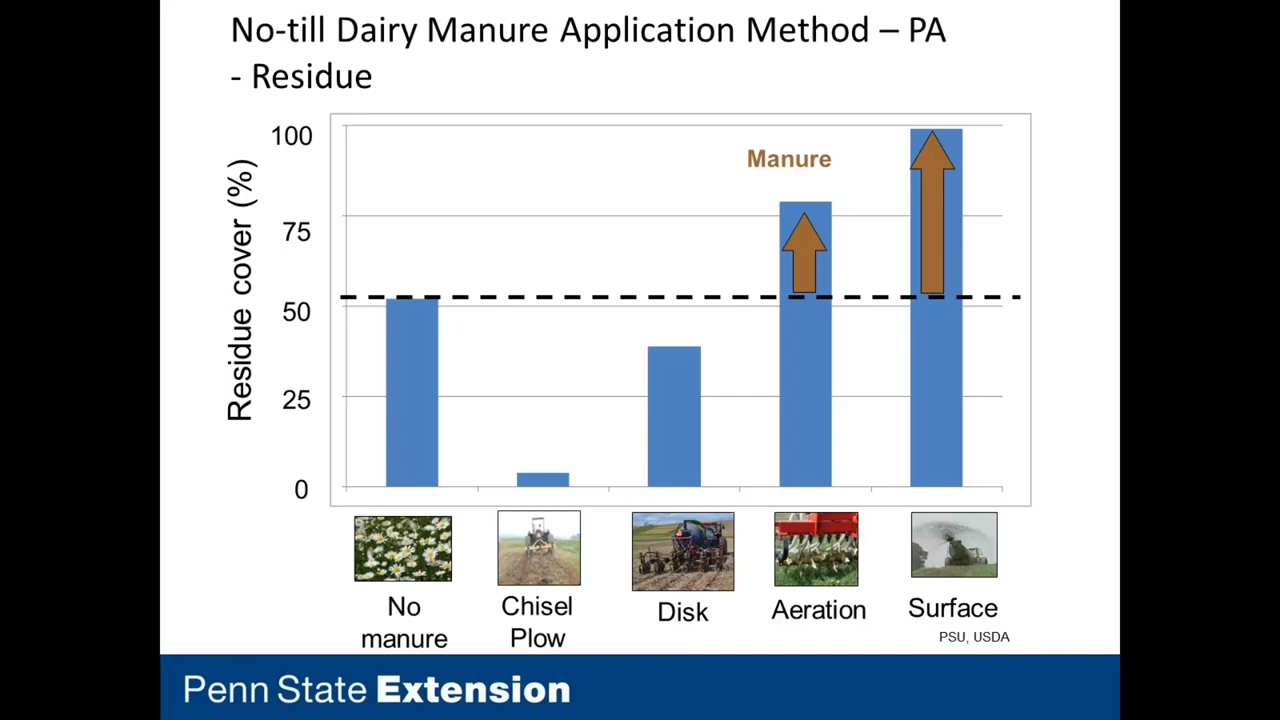 No-till Dairy Manure Application Method – PA
- Residue
Residue cover (%)
100
75
50
25
0
Manure
No
manure
Chisel
Plow
Disk
Aeration
Surface
PSU, USDA
Penn State Extension